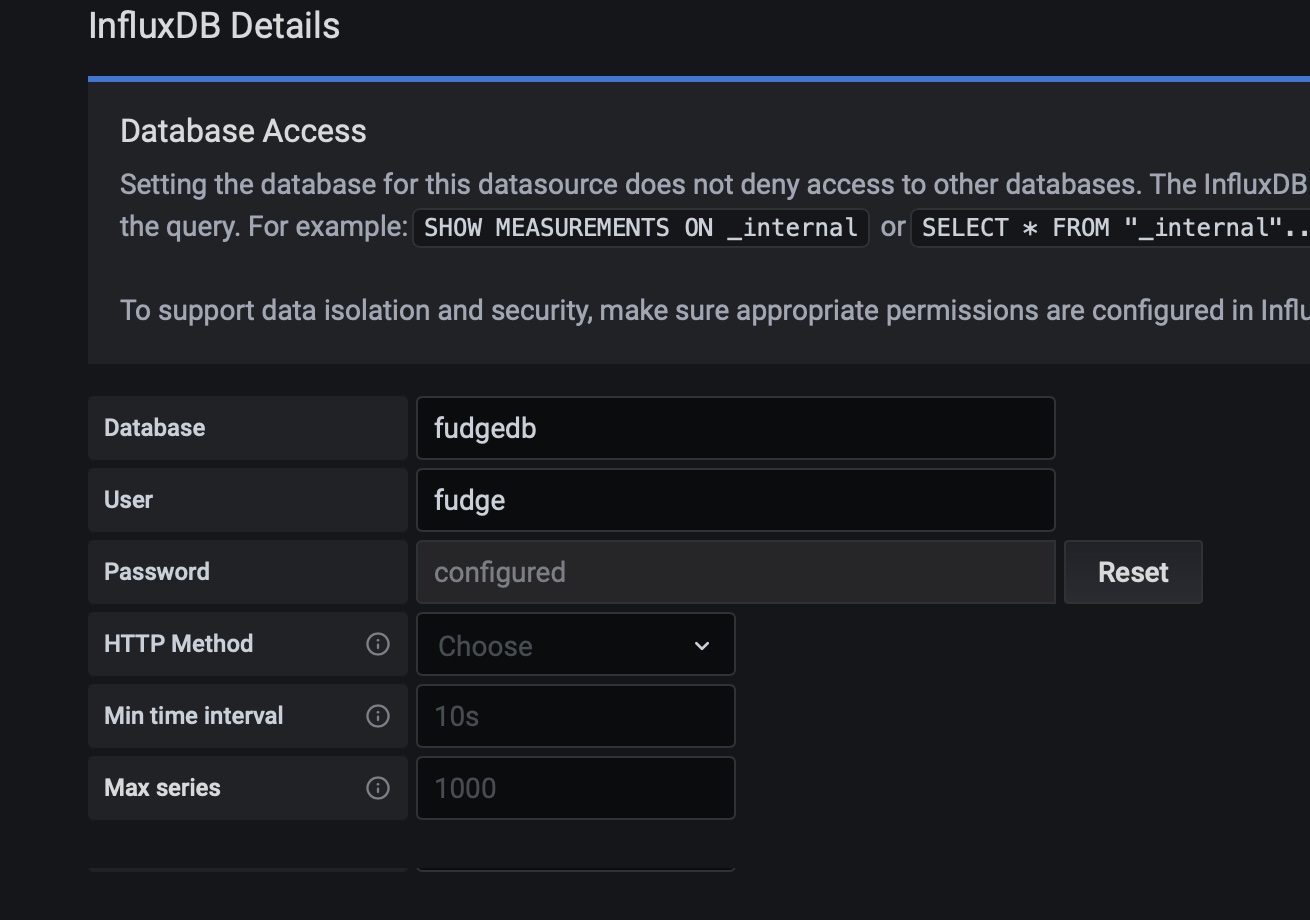 InfluxDB Details
Database Access
Setting the database for this datasource does not deny access to other databases. The InfluxDB
the query. For example: SHOW MEASUREMENTS ON _internal or SELECT * FROM "_internal"..
To support data isolation and security, make sure appropriate permissions are configured in Influ
Database fudgedb
User fudge
Password configured Reset
HTTP Method Choose
Min time interval 10s
Max series 1000